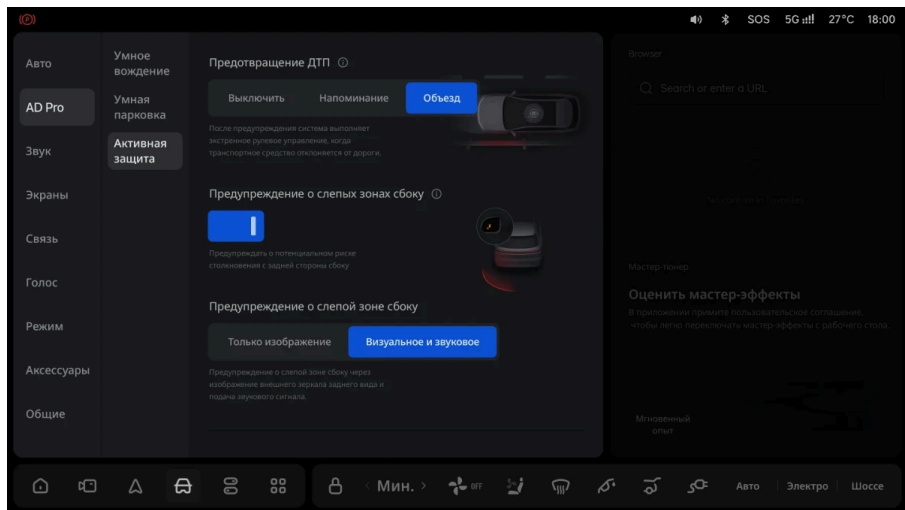 (P)
SOS
5G
27°C
18:00
Авто
AD Pro
Звук
Экраны
Связь
Голос
Режим
Аксессуары
Общие
Умное
вождение
Умная
парковка
Активная
защита
Предотвращение ДТП
Выключить
Напоминание
Объезд
После предупреждения система выполняет
экстренное рулевое управление, когда
транспортное средство отклоняется от дороги.
Предупреждение о слепых зонах сбоку
Предупреждать о потенциальном риске
столкновения с задней стороны сбоку
Предупреждение о слепой зоне сбоку
Только изображение
Визуальное и звуковое
Предупреждение о слепой зоне сбоку через
изображение внешнего зеркала заднего вида и
подача звукового сигнала.
Browser
Search or enter a URL
Мастер-тюнер
Оценить мастер-эффекты
В приложении примите пользовательское соглашение,
чтобы легко переключать мастер-эффекты с рабочего стола.
Мгновенный
опыт
Мин.
OFF
Авто
Электро
Шоссе